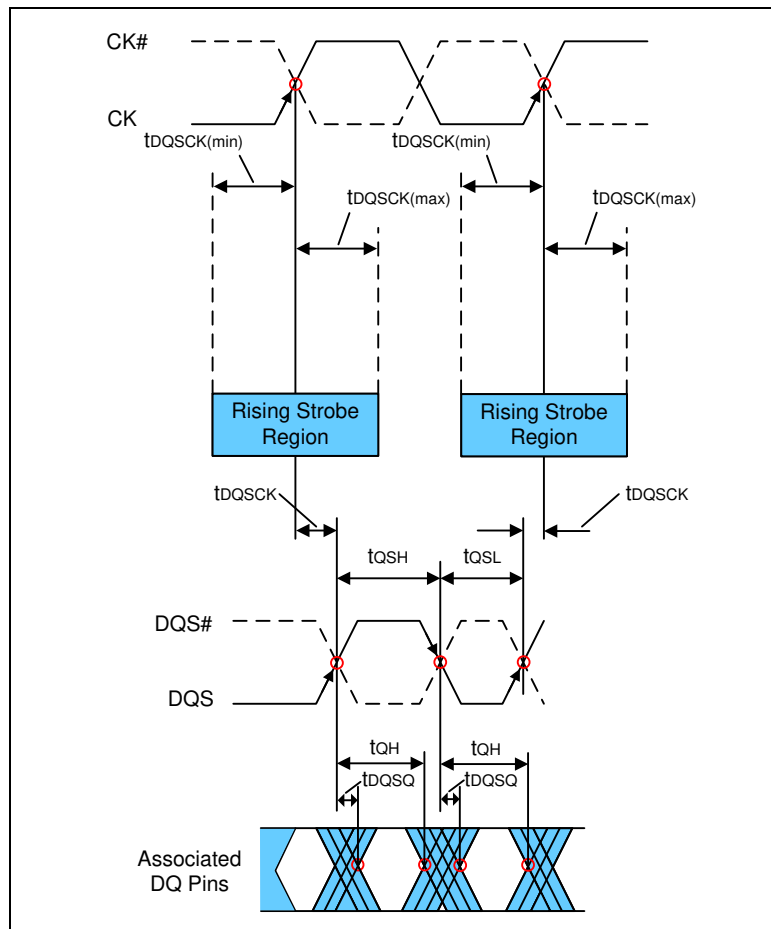 CK#
CK
tDQSCK(min)
tDQSCK(min)
tDQSCK(max)
tDQSCK(max)
Rising Strobe
Region
Rising Strobe
Region
tDQSCK
tDQSCK
tQSH
tQSL
DQS#
DQS
tQH
tQH
tDQSQ
tDQSQ
Associated
DQ Pins